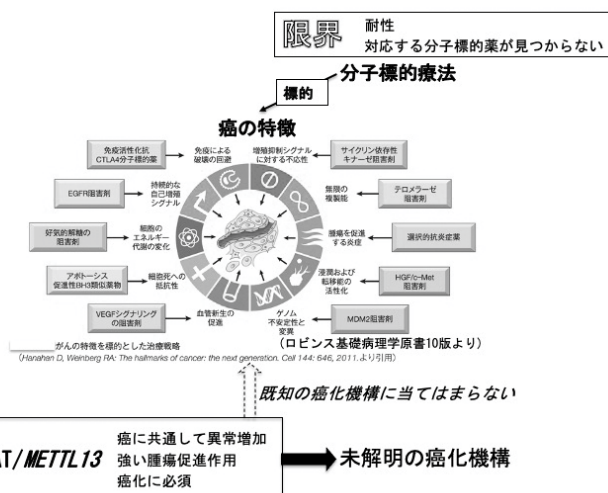 限界
耐性
対応する分子標的薬が見つからない
分子標的療法
標的
癌の特徴
免疫活性化抗
CTLA4分子標的薬
免疫による
破壊の回避
増殖抑制シグナル
に対する不応性
サイクリン依存性
キナーゼ阻害剤
EGFR阻害剤
持続的な
自己増殖
シグナル
無限の
複製能
テロメラーゼ
阻害剤
好気的解糖の
阻害剤
細胞の
エネルギー
代謝の変化
腫瘍を促進
する炎症
選択的抗炎症薬
アポトーシス
促進性BH3類似薬物
細胞死への
抵抗性
浸潤および
転移能の
活性化
HGF/c-Met
阻害剤
VEGFシグナリング
の阻害剤
血管新生の
促進
ゲノム
不安定性と
変異
MDM2阻害剤
(ロビンス基礎病理学原書10版より)
がんの特徴を標的とした治療戦略
(Hanahan D, Weinberg RA: The hallmarks of cancer: the next generation. Cell 144: 646, 2011.より引用)
既知の癌化機構に当てはまらない
AT/METTL13
癌に共通して異常増加
強い腫瘍促進作用
癌化に必須
未解明の癌化機構